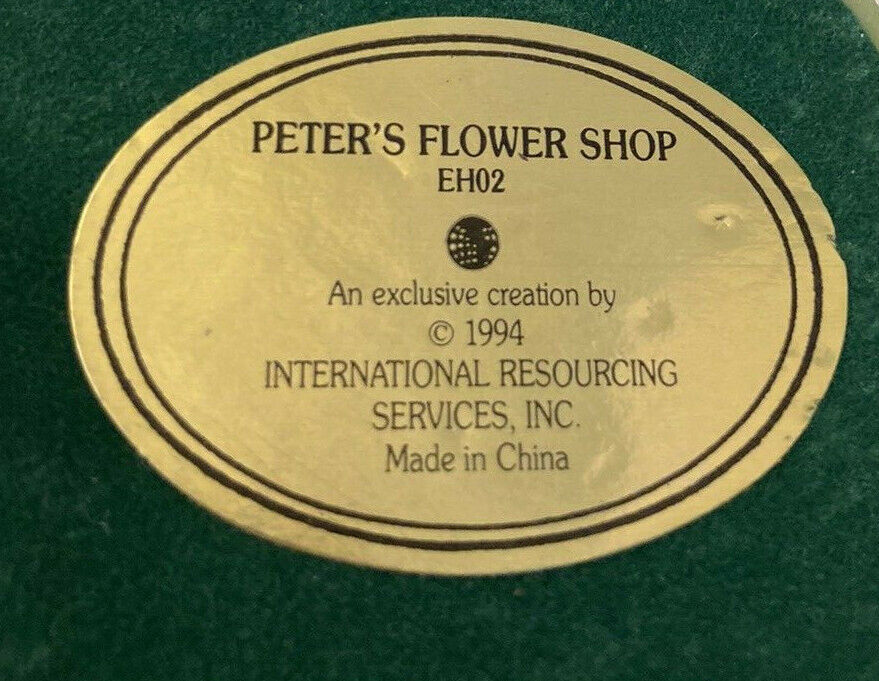 PETER'S FLOWER SHOP
EH02
An exclusive creation by
© 1994
INTERNATIONAL RESOURCING
SERVICES, INC.
Made in China